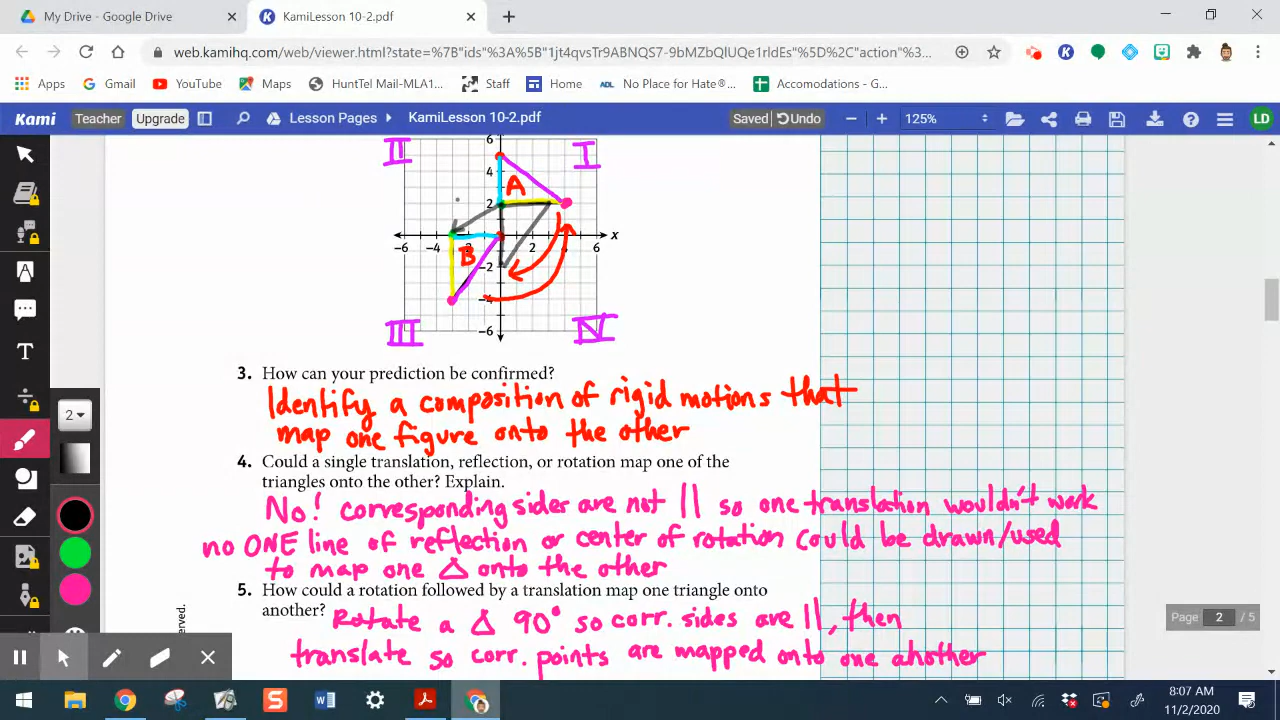 My Drive - Google Drive
KamiLesson 10-2.pdf
web.kamihq.com/web/viewer.html?state=%7B"ids"%3A%5B"1jt4qvsTr9ABNQS7-9bMZbQlUQe1rldEs"%5D%2C"action"%3...
Apps
Gmail
YouTube
Maps
HuntTel Mail-MLA1...
Staff
Home
ADL
No Place for Hate®...
Accomodations - G...
Kami
Teacher
Upgrade
Lesson Pages
KamiLesson 10-2.pdf
Saved
Undo
125%
LD
II
6
I
4
A
2
x
-6
-4
-2
2
6
B
-2
-4
III
-6
IV
3. How can your prediction be confirmed?
Identify a composition of rigid motions that
map one figure onto the other
4. Could a single translation, reflection, or rotation map one of the
triangles onto the other? Explain.
No! corresponding sides are not || so one translation wouldn't work
no ONE line of reflection or center of rotation could be drawn/used
to map one △ onto the other
5. How could a rotation followed by a translation map one triangle onto
another?
Rotate a △ 90° so corr. sides are ||, then
translate so corr. points are mapped onto one another
served.
2
Page 2 / 5
8:07 AM
11/2/2020